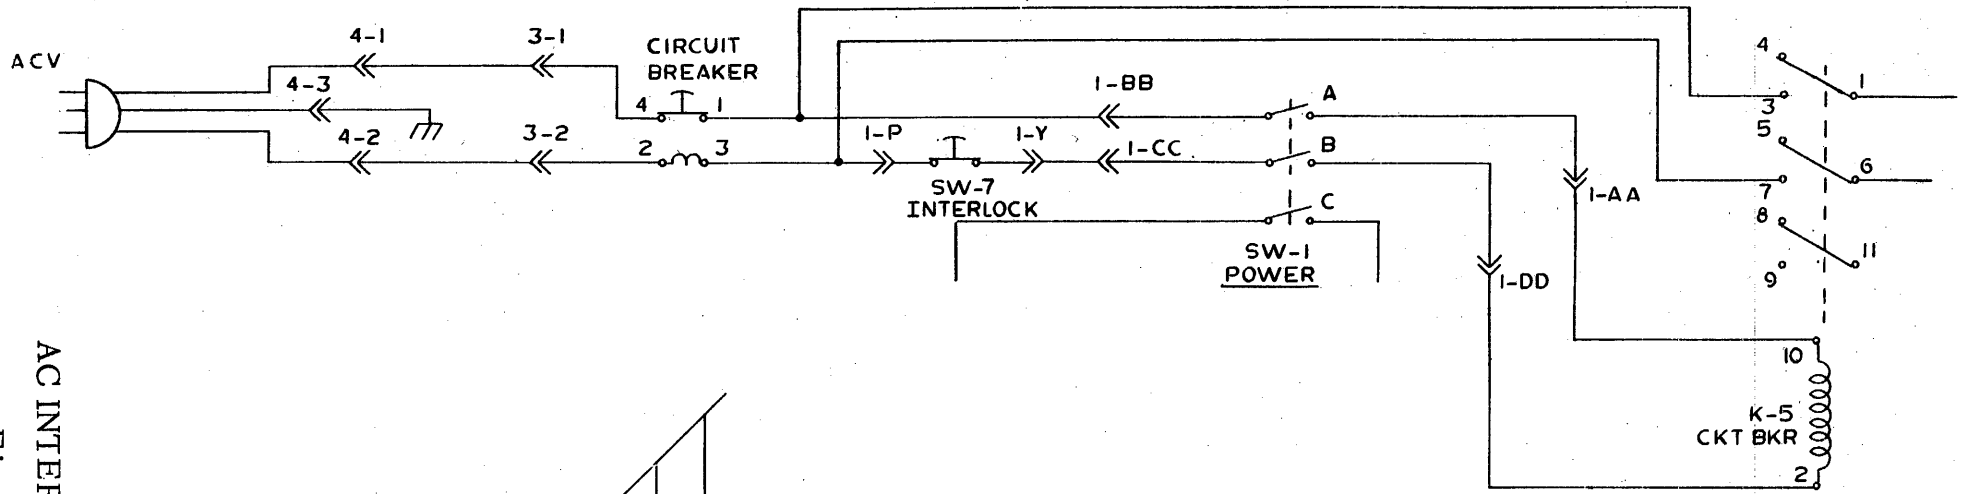 ACV
4-1
3-1
4-3
4-2
3-2
CIRCUIT
BREAKER
4
1
2
3
1-P
1-Y
1-BB
1-CC
SW-7
INTERLOCK
A
B
C
SW-1
POWER
1-AA
1-DD
4
1
3
5
6
7
8
11
9
10
K-5
CKT BKR
2
AC INTER